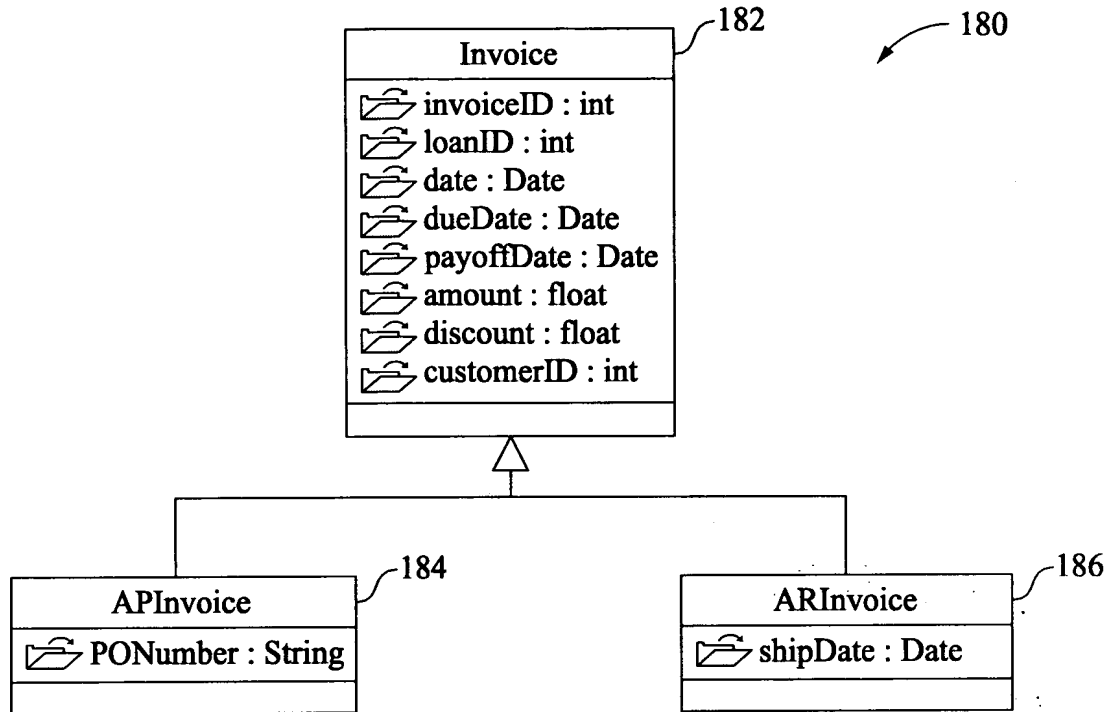 182
180
Invoice
invoiceID : int
loanID : int
date : Date
dueDate : Date
payoffDate : Date
amount : float
discount : float
customerID : int
184
186
APInvoice
PONumber : String
ARInvoice
shipDate : Date